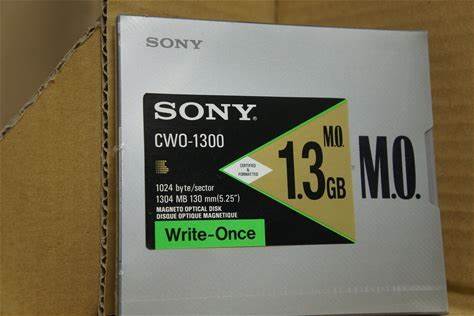 SONY
SONY®
CWO-1300
CERTIFIED
&
FORMATTED
M.O.
1.3GB
M.O.
1024 byte/sector
1304 MB 130 mm(5.25")
MAGNETO OPTICAL DISK
DISQUE OPTIQUE MAGNETIQUE
Write-Once